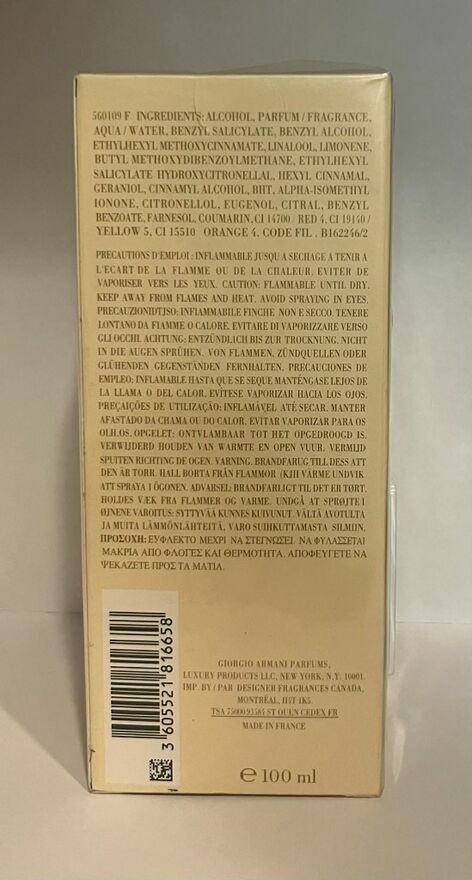 560109 F INGREDIENTS: ALCOHOL, PARFUM / FRAGRANCE,
AQUA / WATER, BENZYL SALICYLATE, BENZYL ALCOHOL,
ETHYLHEXYL METHOXYCINNAMATE, LINALOOL, LIMONENE,
BUTYL METHOXYDIBENZOYLMETHANE, ETHYLHEXYL
SALICYLATE HYDROXYCITRONELLAL, HEXYL CINNAMAL,
GERANIOL, CINNAMYL ALCOHOL, BHT, ALPHA-ISOMETHYL
IONONE, CITRONELLOL, EUGENOL, CITRAL, BENZYL
BENZOATE, FARNESOL, COUMARIN, CI 14700 / RED 4, CI 19140 /
YELLOW 5, CI 15510 ORANGE 4. CODE FIL . B162246/2
PRECAUTIONS D'EMPLOI : INFLAMMABLE JUSQU A SECHAGE A TENIR A
L'ECART DE LA FLAMME OU DE LA CHALEUR. EVITER DE
VAPORISER VERS LES YEUX. CAUTION: FLAMMABLE UNTIL DRY.
KEEP AWAY FROM FLAMES AND HEAT. AVOID SPRAYING IN EYES.
PRECAUZIONIDTJSO: INFIAMMABILE FINCHE NON E SECCO. TENERE
LONTANO DA FIAMME O CALORE. EVITARE DI VAPORIZZARE VERSO
GLI OCCHI. ACHTUNG: ENTZÜNDLICH BIS ZUR TROCKNUNG. NICHT
IN DIE AUGEN SPRÜHEN. VON FLAMMEN, ZÜNDQUELLEN ODER
GLÜHENDEN GEGENSTÄNDEN FERNHALTEN. PRECAUCIONES DE
EMPLEO: INFLAMABLE HASTA QUE SE SEQUE MANTÉNGASE LEJOS DE
LA LLAMA O DEL CALOR. EVÍTESE VAPORIZAR HACIA LOS OJOS.
PREÇAIÇÕES DE UTILIZAÇÃO: INFLAMÁVEL ATÉ SECAR. MANTER
AFASTADO DA CHAMA OU DO CALOR. EVITAR VAPORIZAR PARA OS
OLH.OS. OPGELET: ONTVLAMBAAR TOT HET OPGEDROOGD IS.
VERWIJDERD HOUDEN VAN WARMTE EN OPEN VUUR. VERMIJD
SPUITEN RICHTING DE OGEN. VARNING. BRANDFARUG TILL DESS ATT
DEN ÄR TORR. HALL BORTA FRÅN FLAMMOR (KJH VÄRME UNDVIK
ATT SPRAYA I ÖGONEN. ADVARSEL: BRANDFARLIGT TIL DET ER TØRT.
HOLDES VÆK FRA FLAMMER OG VARME. UNDGÅ AT SPRØJTE I
ØJNENE VAROITUS: SYTTYVÄÄ KUNNES KUIVUNUT. VÄLTÄ AVOTULTA
JA MUITA LÄMMÖNLÄHTEITÄ, VARO SUIHKUTTAMASTA SILMIIN.
ΠΡΟΣΟΧΗ: ΕΥΦΛΕΚΤΟ ΜΕΧΡΙ ΝΑ ΣΤΕΓΝΩΣΕΙ. ΝΑ ΦΥΛΑΣΣΕΤΑΙ
ΜΑΚΡΙΑ ΑΠΟ ΦΛΟΓΕΣ ΚΑΙ ΘΕΡΜΟΤΗΤΑ. ΑΠΟΦΕΥΓΕΤΕ ΝΑ
ΨΕΚΑΖΕΤΕ ΠΡΟΣ ΤΑ ΜΑΤΙΑ.
3 605521 816658
GIORGIO ARMANI PARFUMS,
LUXURY PRODUCTS LLC, NEW YORK, N.Y. 10001.
IMP. BY / PAR DESIGNER FRAGRANCES CANADA,
MONTRÉAL, H4T 1K5.
TSA 75000 93584 ST OUEN CEDEX FR
MADE IN FRANCE
℮ 100 ml